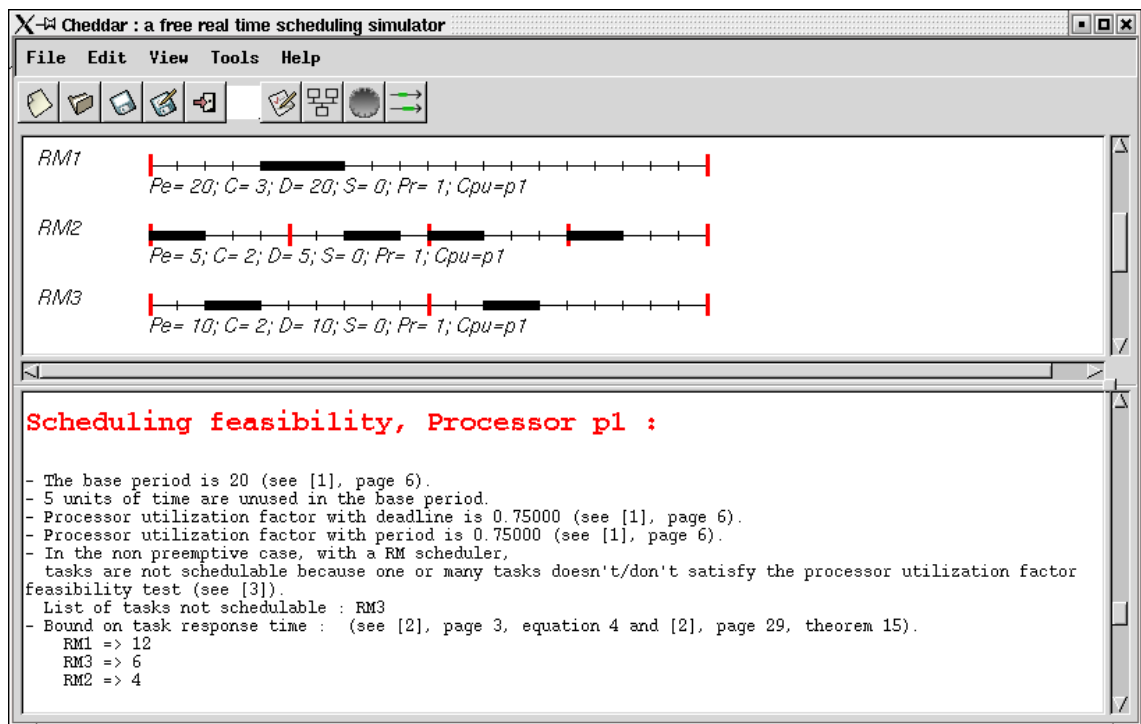 Cheddar : a free real time scheduling simulator
File Edit View Tools Help
RM1
Pe= 20; C= 3; D= 20; S= 0; Pr= 1; Cpu=p1
RM2
Pe= 5; C= 2; D= 5; S= 0; Pr= 1; Cpu=p1
RM3
Pe= 10; C= 2; D= 10; S= 0; Pr= 1; Cpu=p1
Scheduling feasibility, Processor p1 :
- The base period is 20 (see [1], page 6).
- 5 units of time are unused in the base period.
- Processor utilization factor with deadline is 0.75000 (see [1], page 6).
- Processor utilization factor with period is 0.75000 (see [1], page 6).
- In the non preemptive case, with a RM scheduler,
tasks are not schedulable because one or many tasks doesn't/don't satisfy the processor utilization factor
feasibility test (see [3]).
List of tasks not schedulable : RM3
- Bound on task response time : (see [2], page 3, equation 4 and [2], page 29, theorem 15).
RM1 => 12
RM3 => 6
RM2 => 4